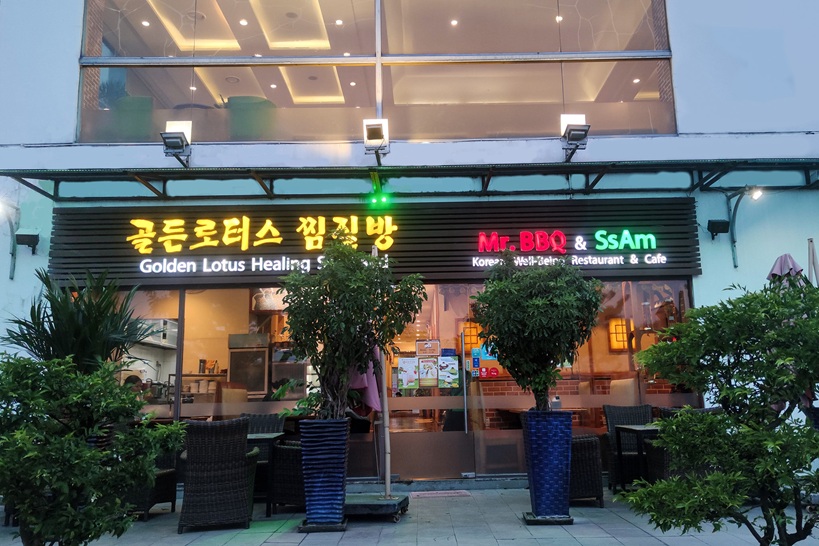 골든로터스 찜질방
Golden Lotus Healing
Mr. BBQ & SsAm
Korean Well-Being Restaurant & Cafe